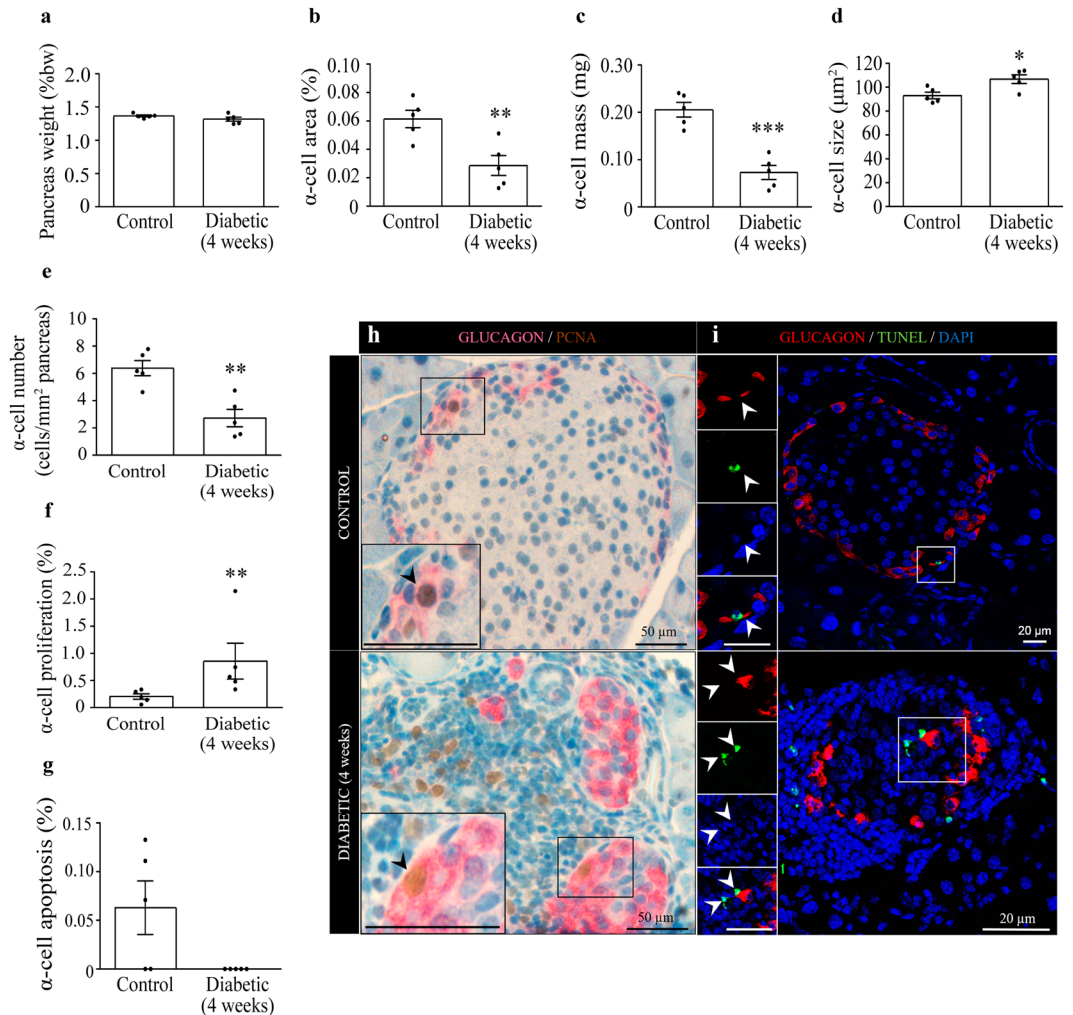 a
Pancreas weight (%bw)
2.0
1.5
1.0
0.5
0
Control
Diabetic
(4 weeks)
b
α-cell area (%)
0.10
0.08
0.06
0.04
0.02
0
**
Control
Diabetic
(4 weeks)
c
α-cell mass (mg)
0.30
0.20
0.10
0
***
Control
Diabetic
(4 weeks)
d
α-cell size (µm²)
120
100
80
60
40
20
0
*
Control
Diabetic
(4 weeks)
e
α-cell number
(cells/mm² pancreas)
10
8
6
4
2
0
**
Control
Diabetic
(4 weeks)
f
α-cell proliferation (%)
2.5
2.0
1.5
1.0
0.5
0
**
Control
Diabetic
(4 weeks)
g
α-cell apoptosis (%)
0.15
0.10
0.05
0
Control
Diabetic
(4 weeks)
h
GLUCAGON / PCNA
i
GLUCAGON / TUNEL / DAPI
CONTROL
50 µm
20 µm
DIABETIC (4 weeks)
50 µm
20 µm